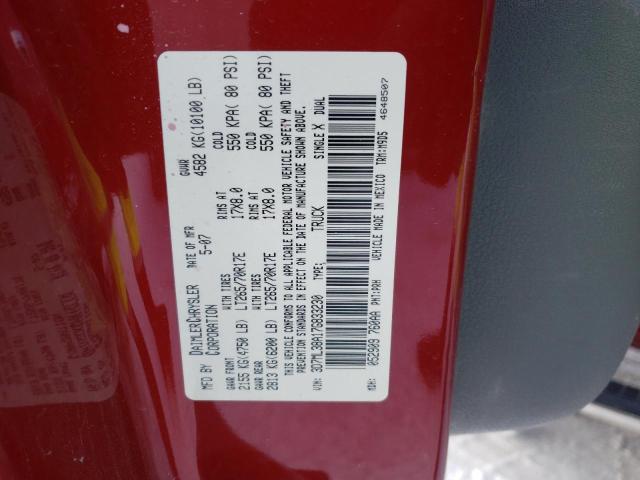 MFD BY DAIMLERCHRYSLER CORPORATION
DATE OF MFR 5-07
GVWR 4582 KG(10100 LB)
GAWR FRONT WITH TIRES RIMS AT COLD
2155 KG(4750 LB) LT265/70R17E 17X8.0 550 KPA( 80 PSI)
GAWR REAR WITH TIRES RIMS AT COLD
2813 KG(6200 LB) LT265/70R17E 17X8.0 550 KPA( 80 PSI)
THIS VEHICLE CONFORMS TO ALL APPLICABLE FEDERAL MOTOR VEHICLE SAFETY AND THEFT
PREVENTION STANDARDS IN EFFECT ON THE DATE OF MANUFACTURE SHOWN ABOVE.
VIN: 3D7ML38A17G833230 TYPE: TRUCK SINGLE X DUAL
MDH: 052909 760AA PNT:PRH VEHICLE MADE IN MEXICO TRM:M9D5
4648507